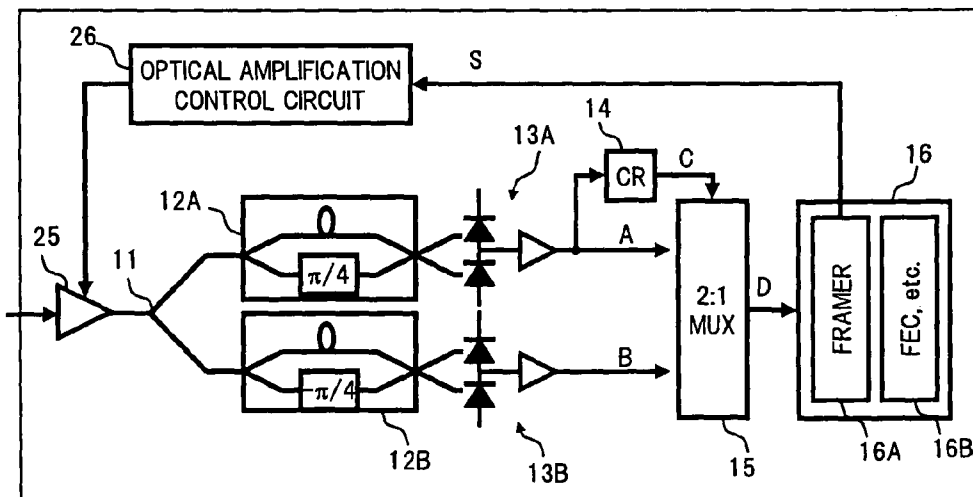 26
OPTICAL AMPLIFICATION
CONTROL CIRCUIT
S
14
13A
CR
C
16
12A
25
11
π/4
A
2:1
MUX
D
FRAMER
FEC, etc.
-π/4
B
12B
13B
15
16A
16B